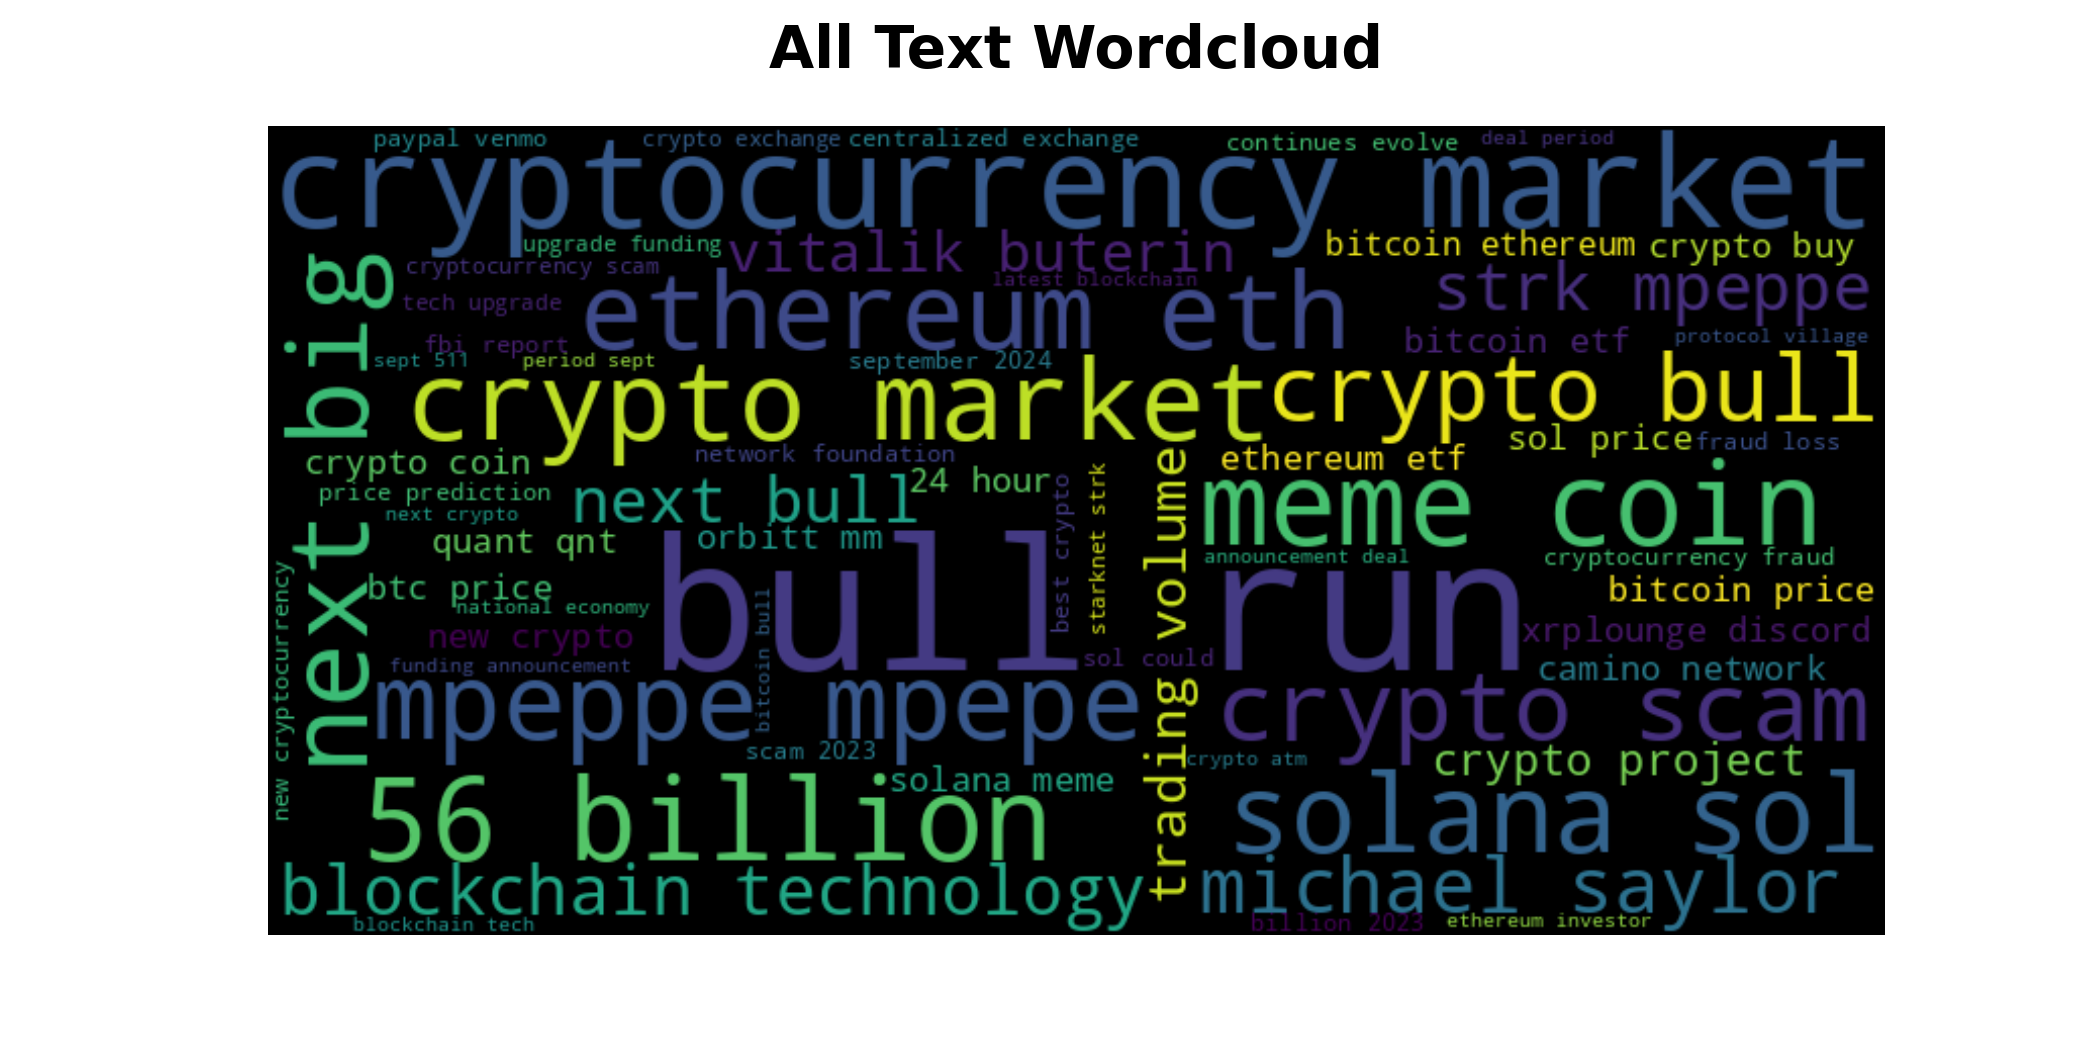 All Text Wordcloud
paypal venmo
crypto exchange
centralized exchange
continues evolve
deal period
cryptocurrency market
upgrade funding
vitalik buterin
bitcoin ethereum
crypto buy
cryptocurrency scam
latest blockchain
strk mpeppe
next big
tech upgrade
ethereum eth
fbi report
bitcoin etf
protocol village
sept 511
period sept
september 2024
crypto market
crypto bull
sol price
fraud loss
crypto coin
network foundation
ethereum etf
price prediction
next bull
24 hour
meme coin
next crypto
quant qnt
orbitt mm
best crypto
starknet strk
trading volume
announcement deal
cryptocurrency fraud
btc price
national economy
bull run
bitcoin price
new cryptocurrency
new crypto
bitcoin bull
xrplounge discord
funding announcement
sol could
camino network
mpeppe mpepe
crypto scam
scam 2023
crypto atm
crypto project
56 billion
solana meme
solana sol
blockchain technology
michael saylor
blockchain tech
billion 2023
ethereum investor